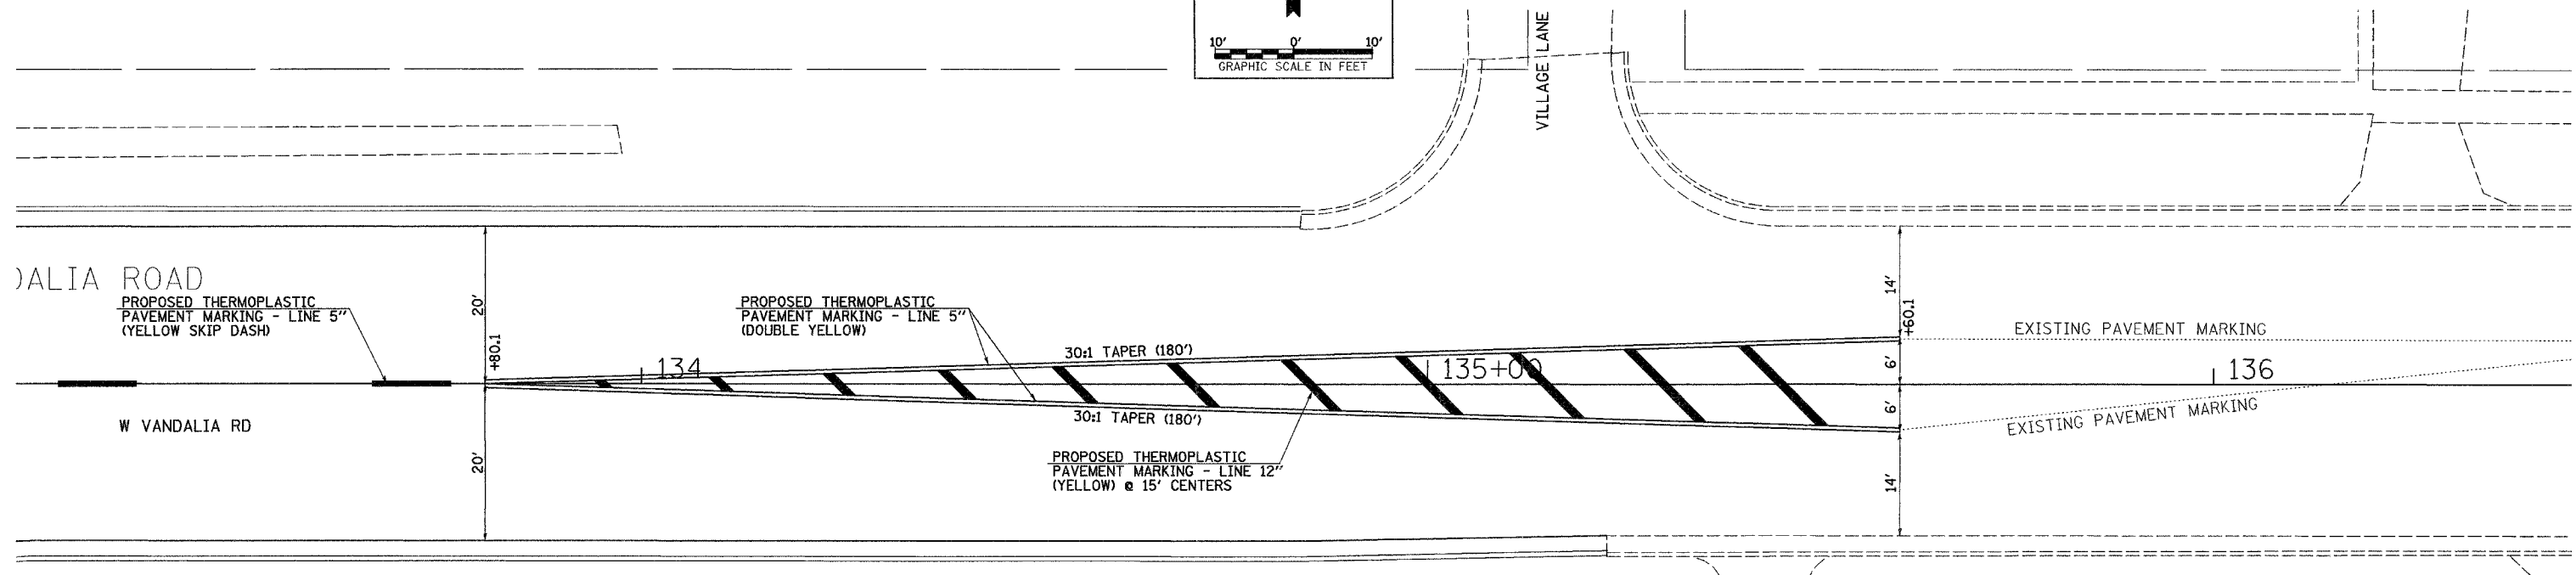 10' 0' 10'
GRAPHIC SCALE IN FEET
VILLAGE LANE
DALIA ROAD
PROPOSED THERMOPLASTIC
PAVEMENT MARKING - LINE 5"
(YELLOW SKIP DASH)
20'
+80.1
PROPOSED THERMOPLASTIC
PAVEMENT MARKING - LINE 5"
(DOUBLE YELLOW)
30:1 TAPER (180')
134
135+00
14'
+60.1
6'
EXISTING PAVEMENT MARKING
136
W VANDALIA RD
20'
30:1 TAPER (180')
6'
EXISTING PAVEMENT MARKING
PROPOSED THERMOPLASTIC
PAVEMENT MARKING - LINE 12"
(YELLOW) @ 15' CENTERS
14'